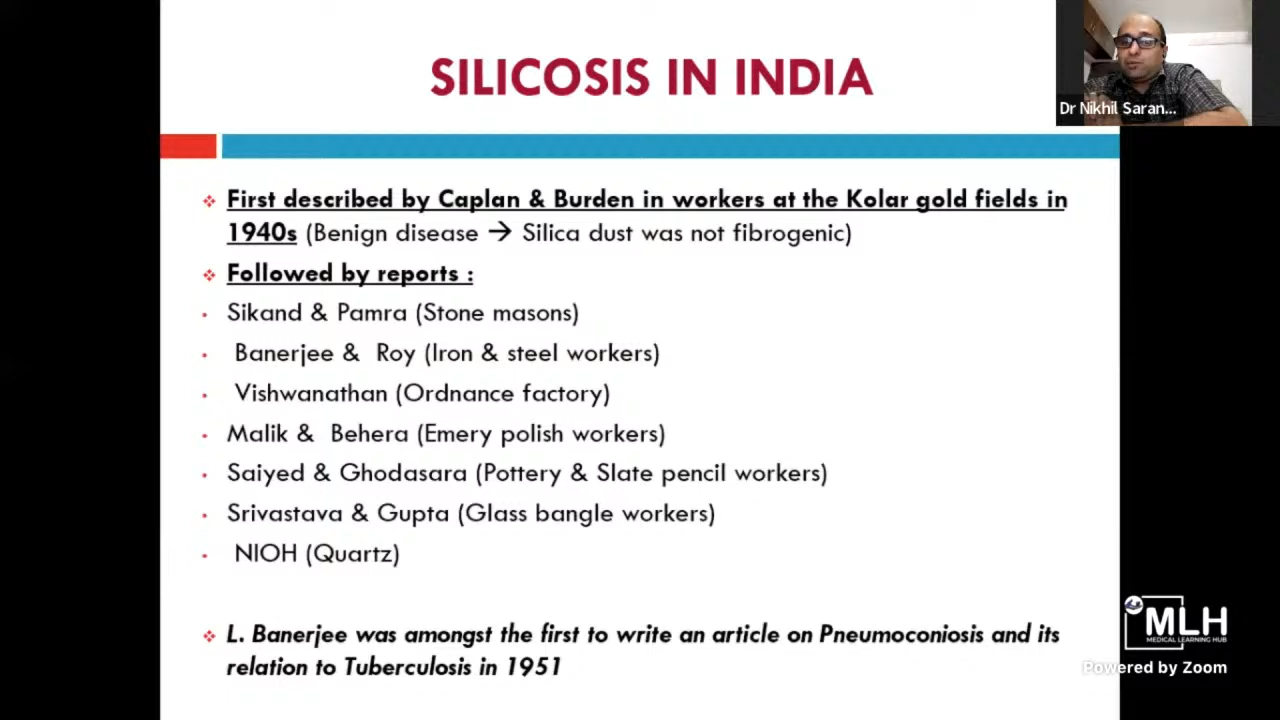 SILICOSIS IN INDIA
Dr Nikhil Saran...
First described by Caplan & Burden in workers at the Kolar gold fields in
1940s (Benign disease → Silica dust was not fibrogenic)
Followed by reports :
Sikand & Pamra (Stone masons)
Banerjee & Roy (Iron & steel workers)
Vishwanathan (Ordnance factory)
Malik & Behera (Emery polish workers)
Saiyed & Ghodasara (Pottery & Slate pencil workers)
Srivastava & Gupta (Glass bangle workers)
NIOH (Quartz)
L. Banerjee was amongst the first to write an article on Pneumoconiosis and its
relation to Tuberculosis in 1951
MLH
MEDICAL LEARNING HUB
Powered by Zoom